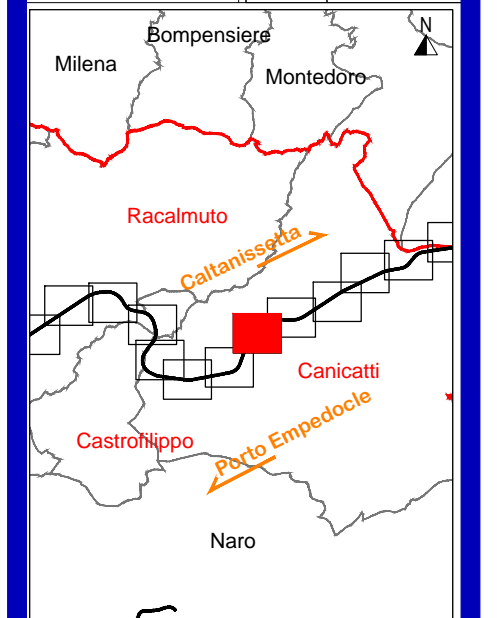 N
Bompensiere
Milena
Montedoro
Racalmuto
Caltanissetta
Canicatti
Porto Empedocle
Castrofilippo
Naro